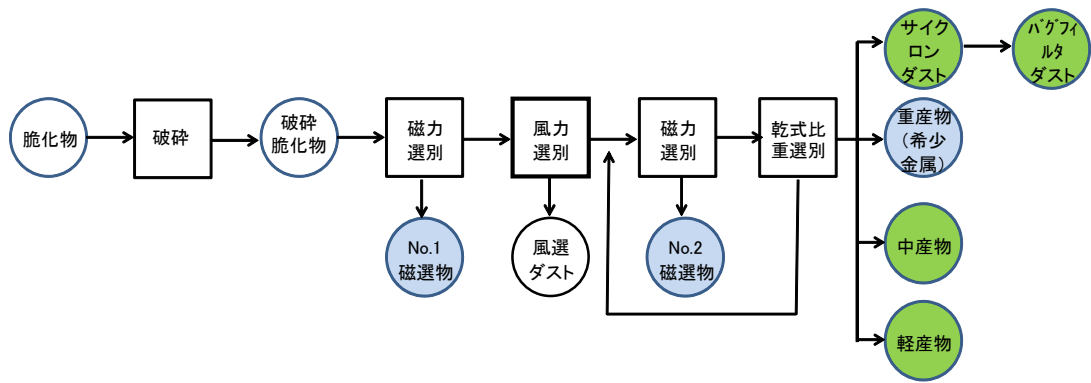 脆化物
破砕
破砕
脆化物
磁力
選別
風力
選別
磁力
選別
乾式比
重選別
No.1
磁選物
風選
ダスト
No.2
磁選物
サイク
ロン
ダスト
ﾊﾞｸﾞﾌｨ
ﾙﾀ
ダスト
重産物
(希少
金属)
中産物
軽産物